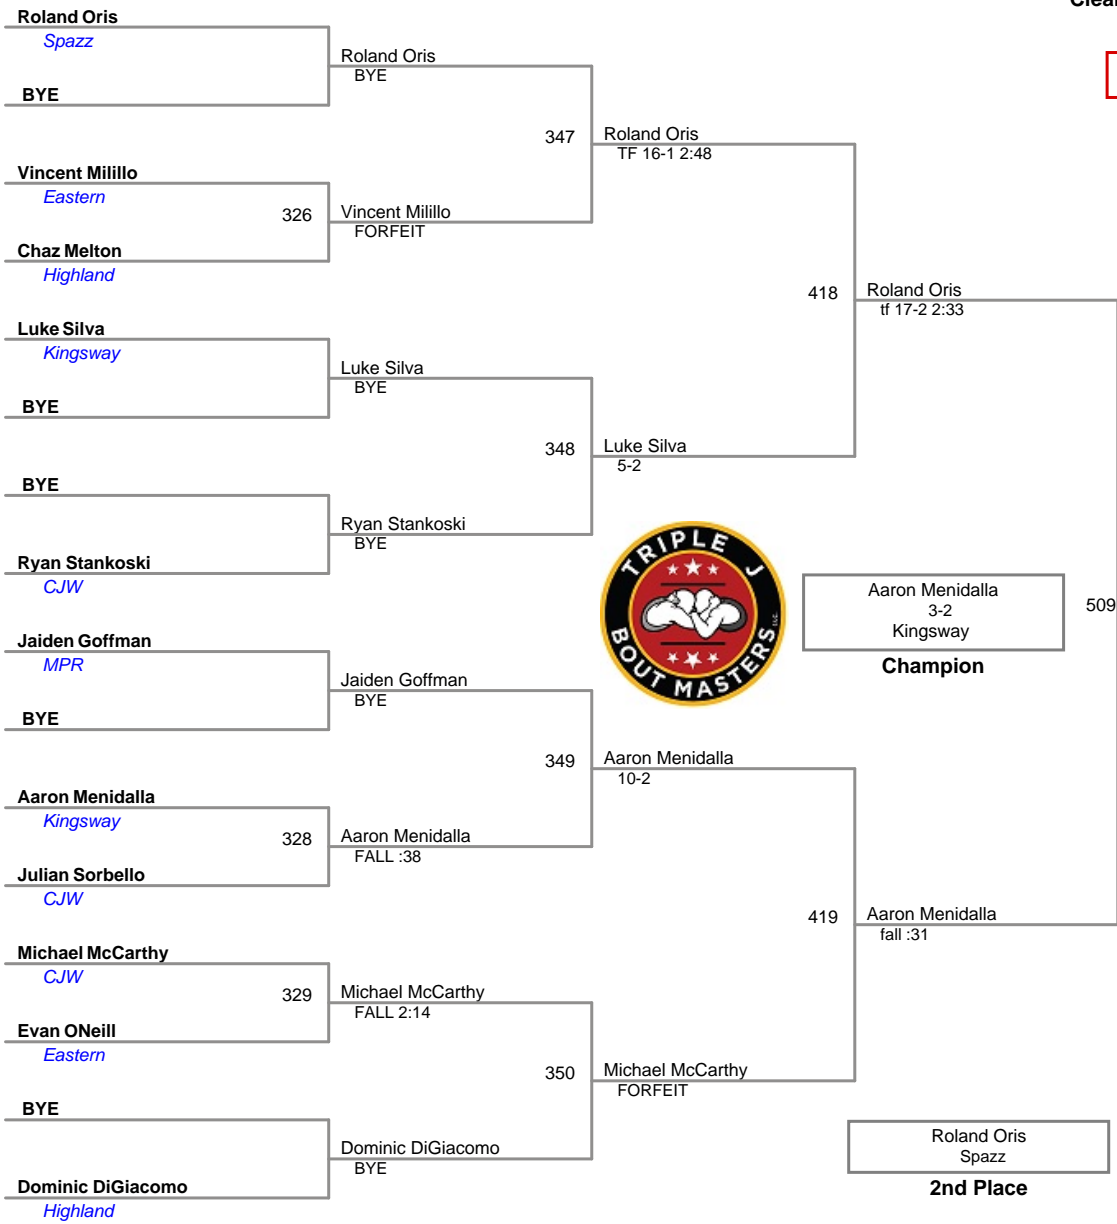 Roland Oris
Spazz
BYE
Vincent Milillo
Eastern
Chaz Melton
Highland
Luke Silva
Kingsway
BYE
BYE
Ryan Stankoski
CJW
Jaiden Goffman
MPR
BYE
Aaron Menidalla
Kingsway
Julian Sorbello
CJW
Michael McCarthy
CJW
Evan ONeill
Eastern
BYE
Dominic DiGiacomo
Highland
Roland Oris
BYE
326
Vincent Milillo
FORFEIT
Luke Silva
BYE
Ryan Stankoski
BYE
Jaiden Goffman
BYE
328
Aaron Menidalla
FALL :38
329
Michael McCarthy
FALL 2:14
Dominic DiGiacomo
BYE
347
Roland Oris
TF 16-1 2:48
348
Luke Silva
5-2
349
Aaron Menidalla
10-2
350
Michael McCarthy
FORFEIT
418
Roland Oris
tf 17-2 2:33
419
Aaron Menidalla
fall :31
TRIPLE J
BOUT MASTERS
Aaron Menidalla
3-2
Kingsway
Champion
509
Roland Oris
Spazz
2nd Place